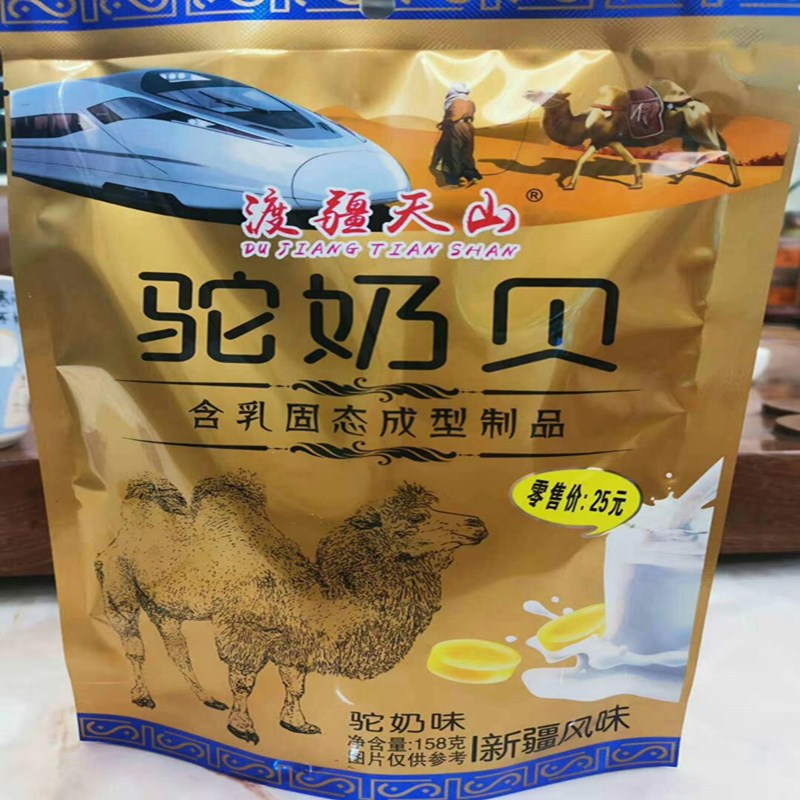 渡疆天山®
DU JIANG TIAN SHAN
驼奶贝
含乳固态成型制品
零售价:25元
驼奶味
净含量:158克
图片仅供参考
新疆风味